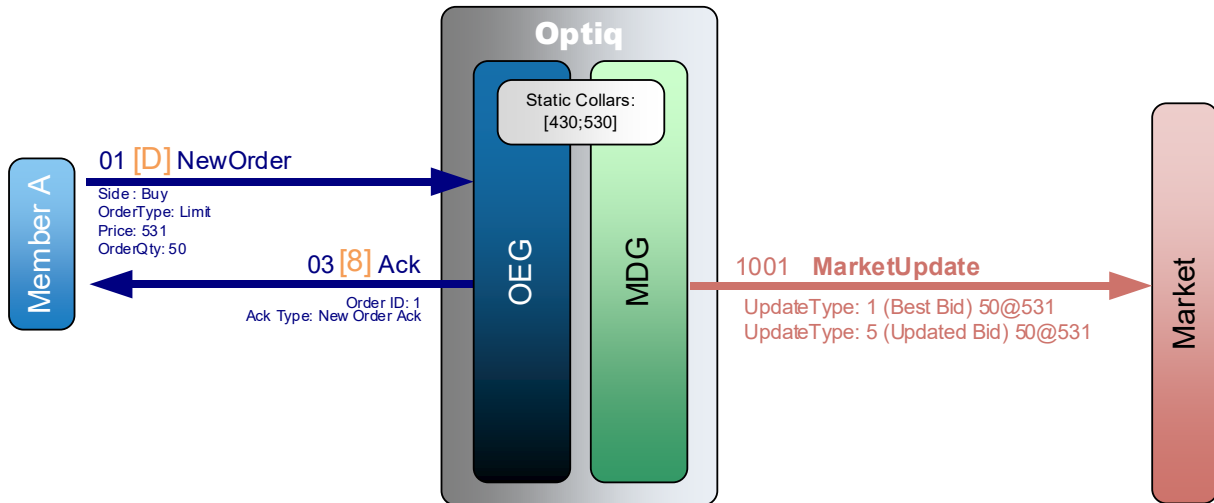 Optiq
Static Collars:
[430;530]
01 [D] NewOrder
Side : Buy
OrderType: Limit
Price: 531
OrderQty: 50
Member A
03 [8] Ack
Order ID: 1
Ack Type: New Order Ack
OEG
MDG
1001 MarketUpdate
UpdateType: 1 (Best Bid) 50@531
UpdateType: 5 (Updated Bid) 50@531
Market